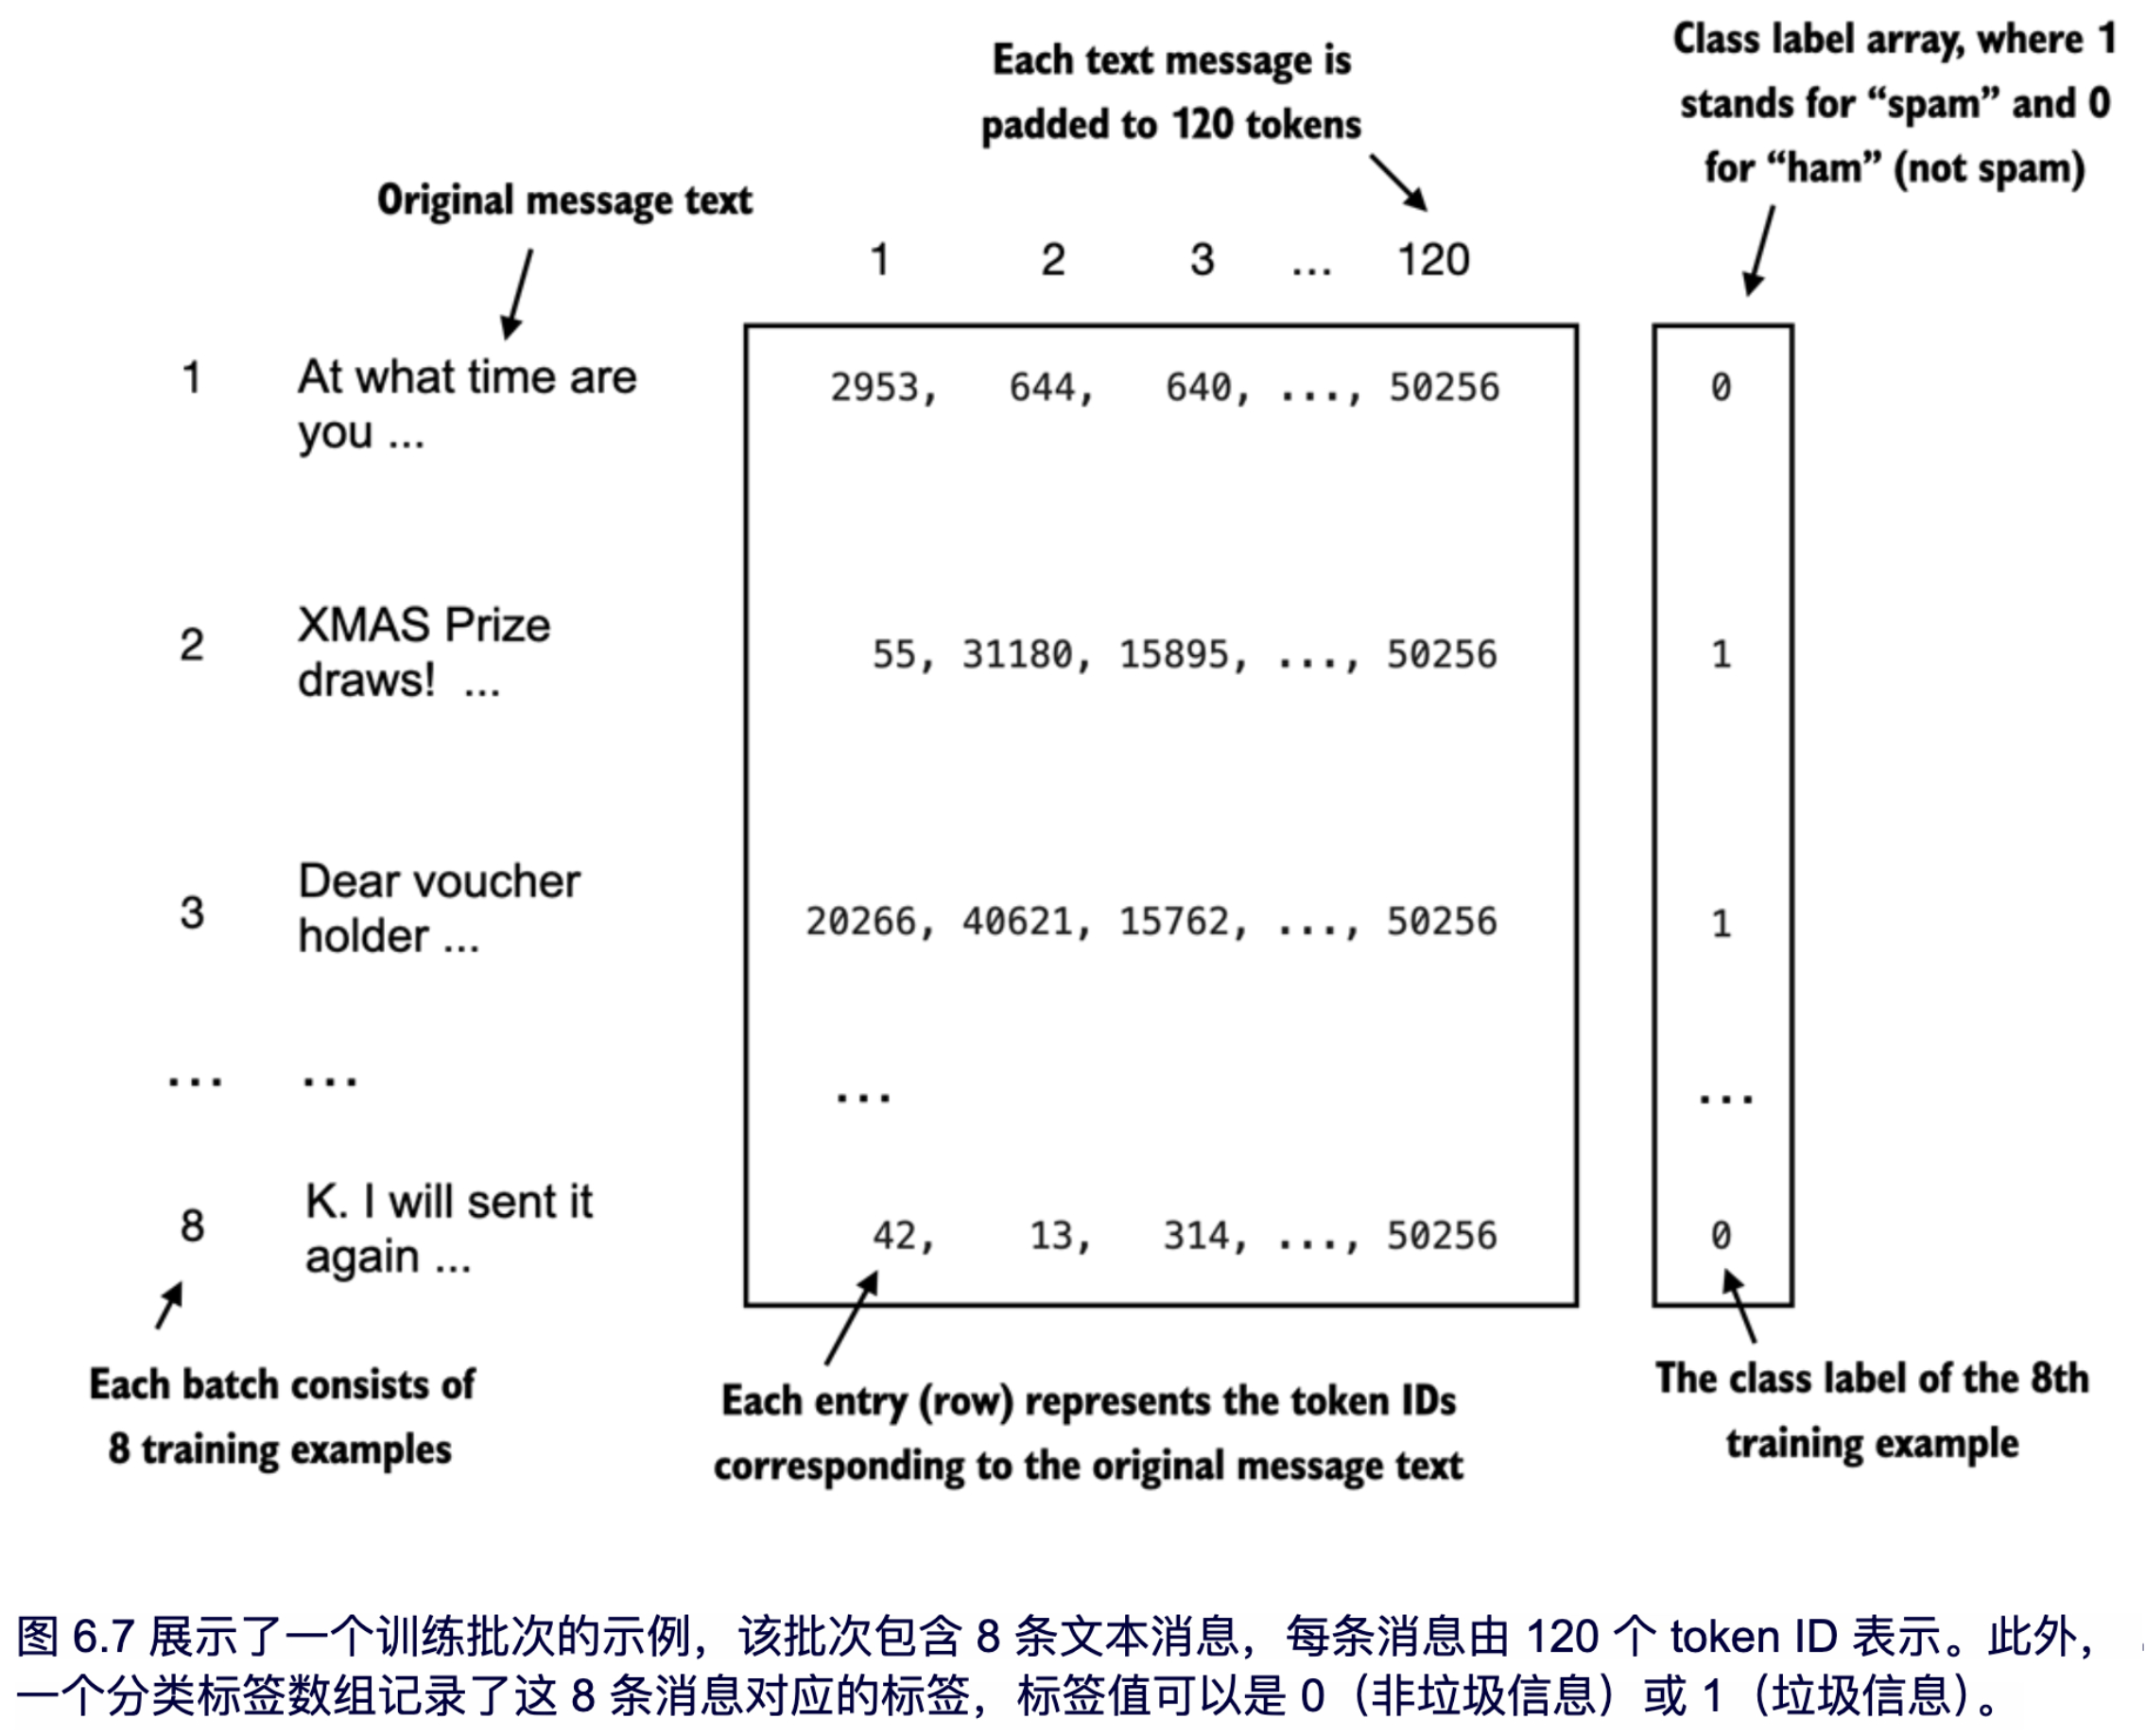 Class label array, where 1
stands for “spam” and 0
for “ham” (not spam)
Each text message is
padded to 120 tokens
Original message text
1 2 3 ... 120
1 At what time are
you ...
2953, 644, 640, ..., 50256 0
2 XMAS Prize
draws! ...
55, 31180, 15895, ..., 50256 1
3 Dear voucher
holder ...
20266, 40621, 15762, ..., 50256 1
... ... ... ...
8 K. I will sent it
again ...
42, 13, 314, ..., 50256 0
Each batch consists of
8 training examples
Each entry (row) represents the token IDs
corresponding to the original message text
The class label of the 8th
training example
图 6.7 展示了一个训练批次的示例，该批次包含 8 条文本消息，每条消息由 120 个 token ID 表示。此外，
一个分类标签数组记录了这 8 条消息对应的标签，标签值可以是 0（非垃圾信息）或 1（垃圾信息）。